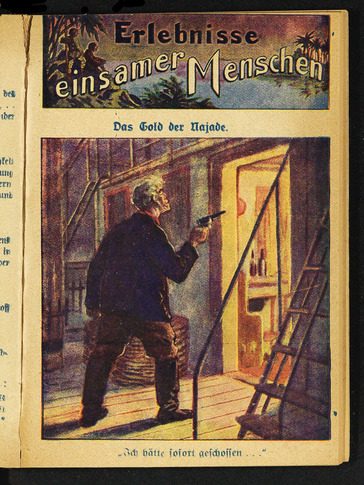 Erlebnisse
einsamer Menschen
Das Gold der Najade.
„Ich hätte sofort geschossen . . ."